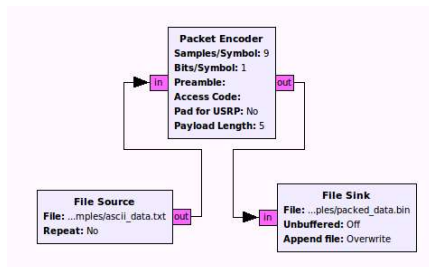 Packet Encoder
Samples/Symbol: 9
Bits/Symbol: 1
Preamble:
Access Code:
Pad for USRP: No
Payload Length: 5
in
out
File Source
File: ...mples/ascii_data.txt
Repeat: No
out
File Sink
File: ...ples/packed_data.bin
Unbuffered: Off
Append file: Overwrite
in